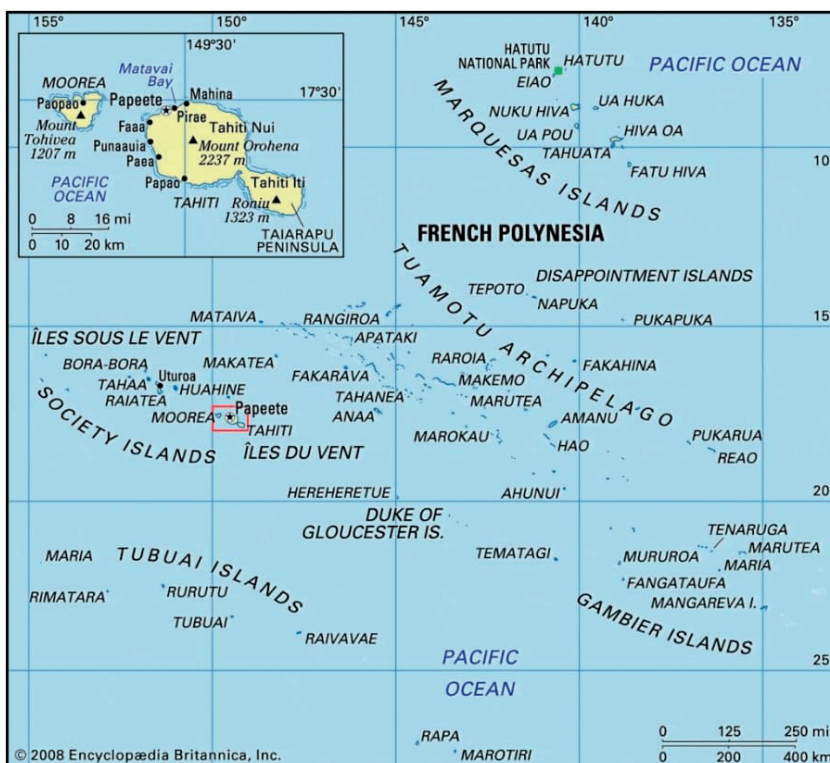 155°
150°
145°
140°
135°
149°30'
17°30'
MOOREA
Matavai
Bay
Paopao
Papeete
Mahina
Pirae
Mount
Tohivea
1207 m
Faaa
Tahiti Nui
Mount Orohena
2237 m
Punaauia
Paea
Papao
PACIFIC
OCEAN
TAHITI
Tahiti Iti
Roniu
1323 m
TAIARAPU
PENINSULA
0 8 16 mi
0 10 20 km
HATUTU
NATIONAL PARK
HATUTU
EIAO
PACIFIC OCEAN
NUKU HIVA
UA HUKA
UA POU
HIVA OA
TAHUATA
FATU HIVA
MARQUESAS ISLANDS
FRENCH POLYNESIA
DISAPPOINTMENT ISLANDS
TEPOTO
NAPUKA
PUKAPUKA
TUAMOTU ARCHIPELAGO
15
MATAIVA
RANGIROA
APATAKI
ÎLES SOUS LE VENT
BORA-BORA
Uturoa
MAKATEA
RAROIA
FAKAHINA
TAHAA
HUAHINE
FAKARAVA
MAKEMO
RAIATEA
TAHANEA
MARUTEA
MOOREA
Papeete
ANAA
AMANU
TAHITI
MAROKAU
HAO
PUKARUA
REAO
SOCIETY ISLANDS
ÎLES DU VENT
20
HEREHERETUE
AHUNUI
DUKE OF
GLOUCESTER IS.
TENARUGA
MARIA
TUBUAI ISLANDS
TEMATAGI
MURUROA
MARUTEA
MARIA
RIMATARA
RURUTU
FANGATAUFA
MANGAREVA I.
TUBUAI
RAIVAVAE
GAMBIER ISLANDS
PACIFIC
OCEAN
25
RAPA
MAROTIRI
0 125 250 mi
0 200 400 km
© 2008 Encyclopædia Britannica, Inc.